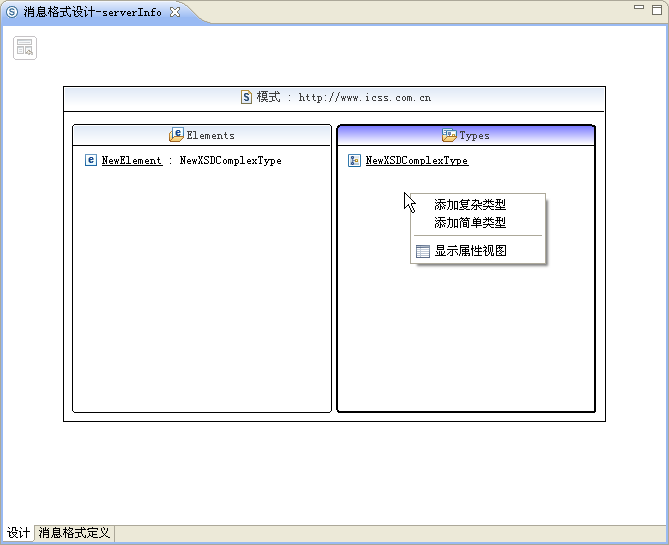 消息格式设计-serverInfo
模式 : http://www.icss.com.cn
Elements
Types
NewElement : NewXSDComplexType
NewXSDComplexType
添加复杂类型
添加简单类型
显示属性视图
设计
消息格式定义